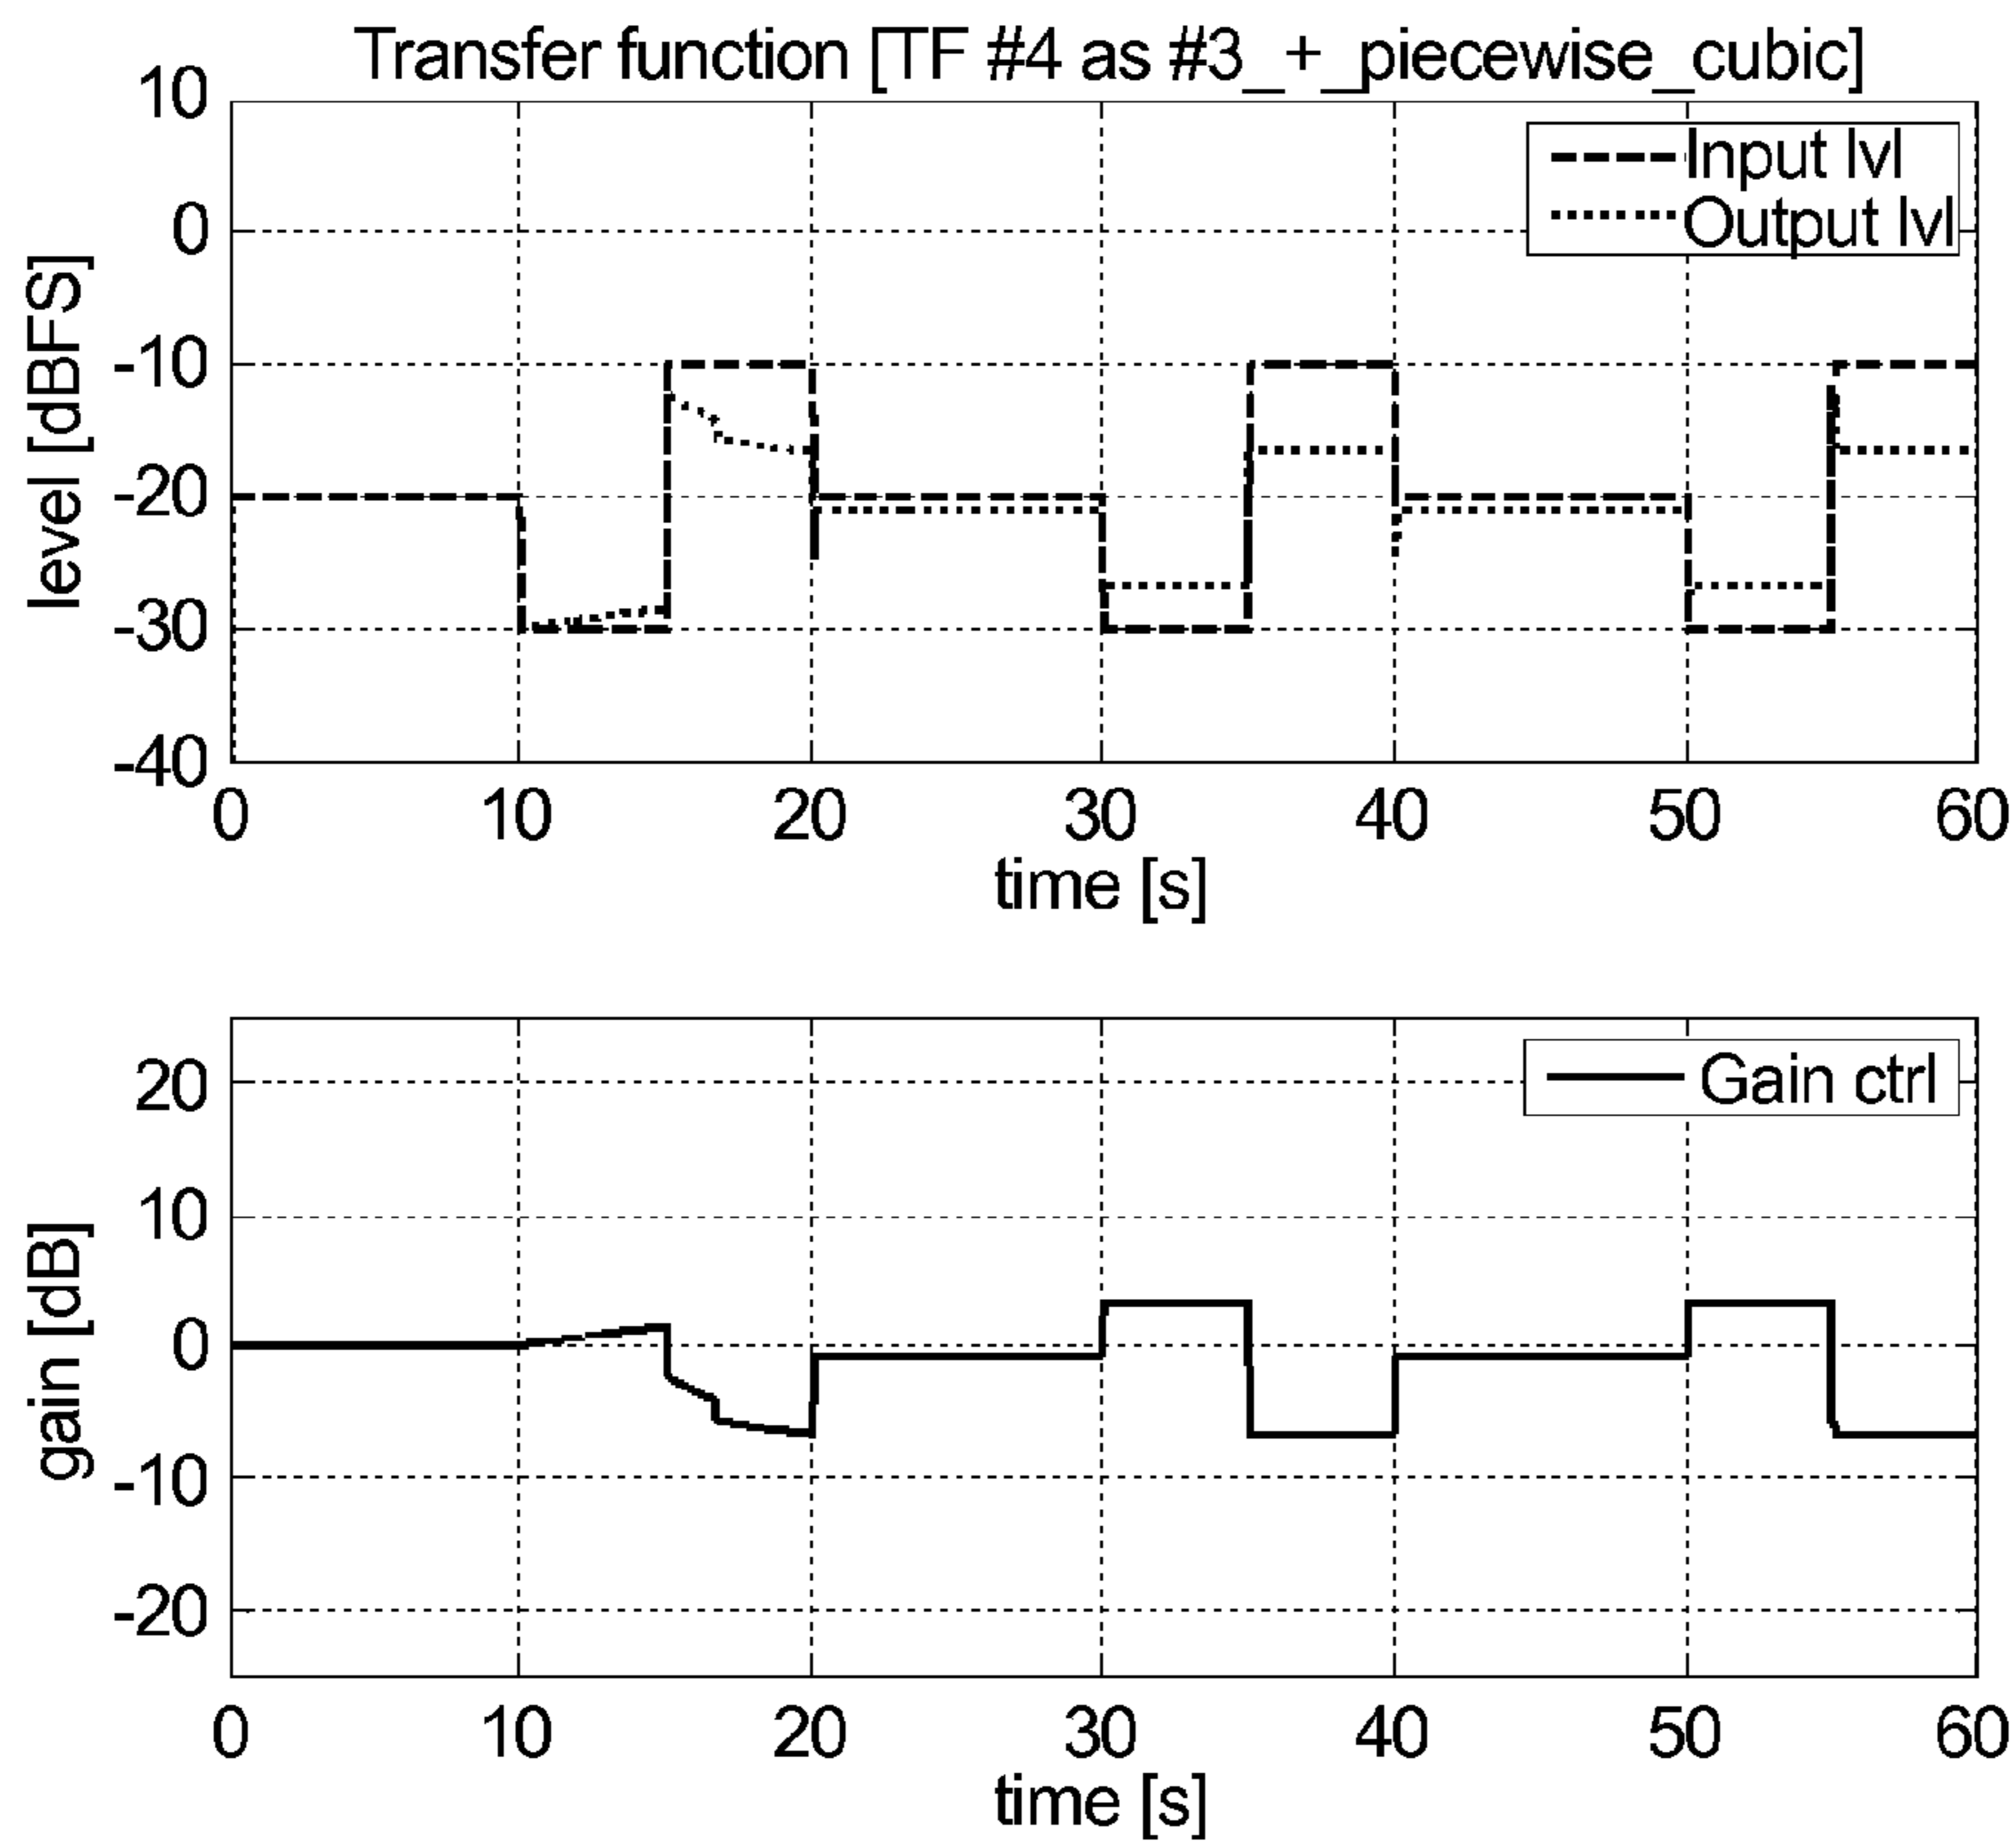 Transfer function [TF #4 as #3_+_piecewise_cubic]
10
0
-10
-20
-30
-40
level [dBFS]
Input lvl
Output lvl
0 10 20 30 40 50 60
time [s]
20
10
0
-10
-20
gain [dB]
Gain ctrl
0 10 20 30 40 50 60
time [s]